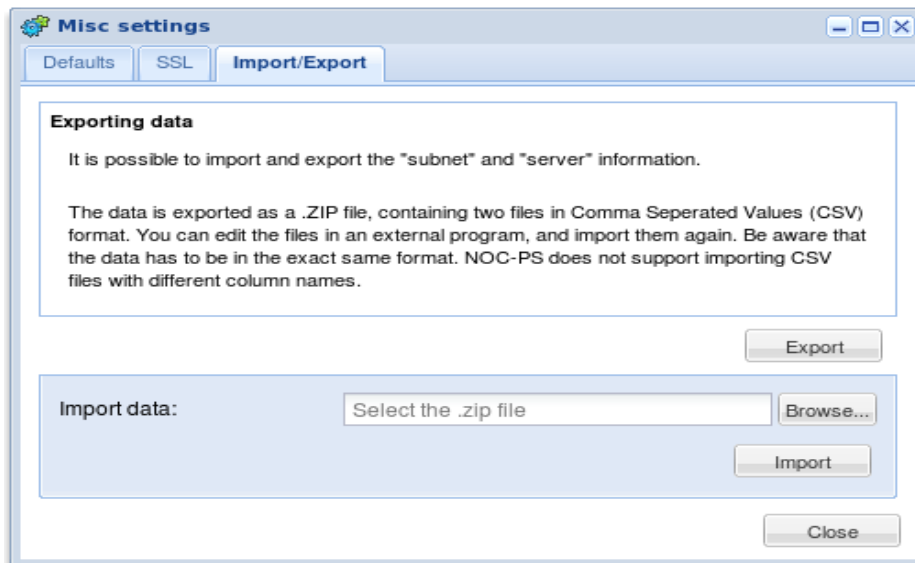 Misc settings
Defaults SSL Import/Export
Exporting data
It is possible to import and export the "subnet" and "server" information.
The data is exported as a .ZIP file, containing two files in Comma Seperated Values (CSV)
format. You can edit the files in an external program, and import them again. Be aware that
the data has to be in the exact same format. NOC-PS does not support importing CSV
files with different column names.
Export
Import data: Select the .zip file Browse...
Import
Close